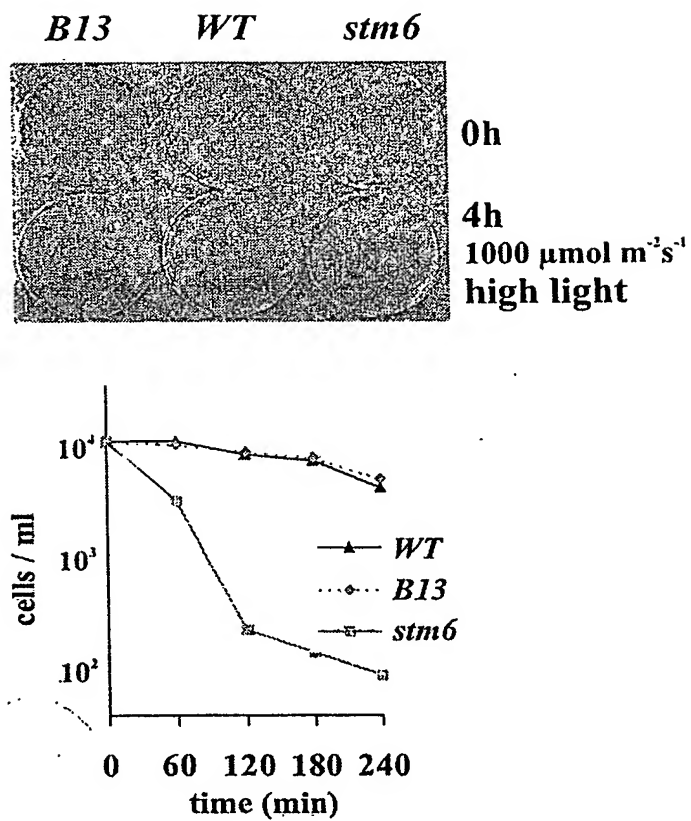 B13 WT stm6
0h
4h
1000 µmol m⁻²s⁻¹
high light
10⁴
10³
10²
cells / ml
WT
B13
stm6
0 60 120 180 240
time (min)